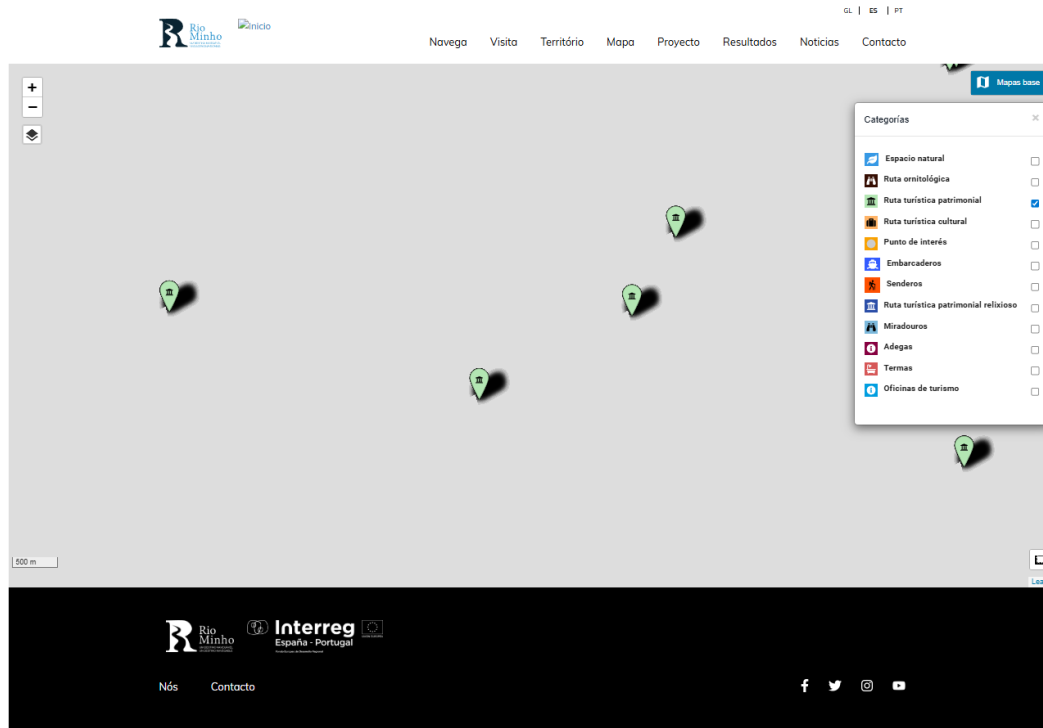 GL | ES | PT
Rio
Minho
Inicio
Navega Visita Território Mapa Proyecto Resultados Noticias Contacto
+
−
Mapas base
Categorías ×
Espacio natural
Ruta ornitológica
Ruta turística patrimonial
Ruta turística cultural
Punto de interés
Embarcaderos
Senderos
Ruta turística patrimonial relixioso
Miradouros
Adegas
Termas
Oficinas de turismo
500 m
Lea
Rio
Minho
Interreg
España - Portugal
Nós Contacto